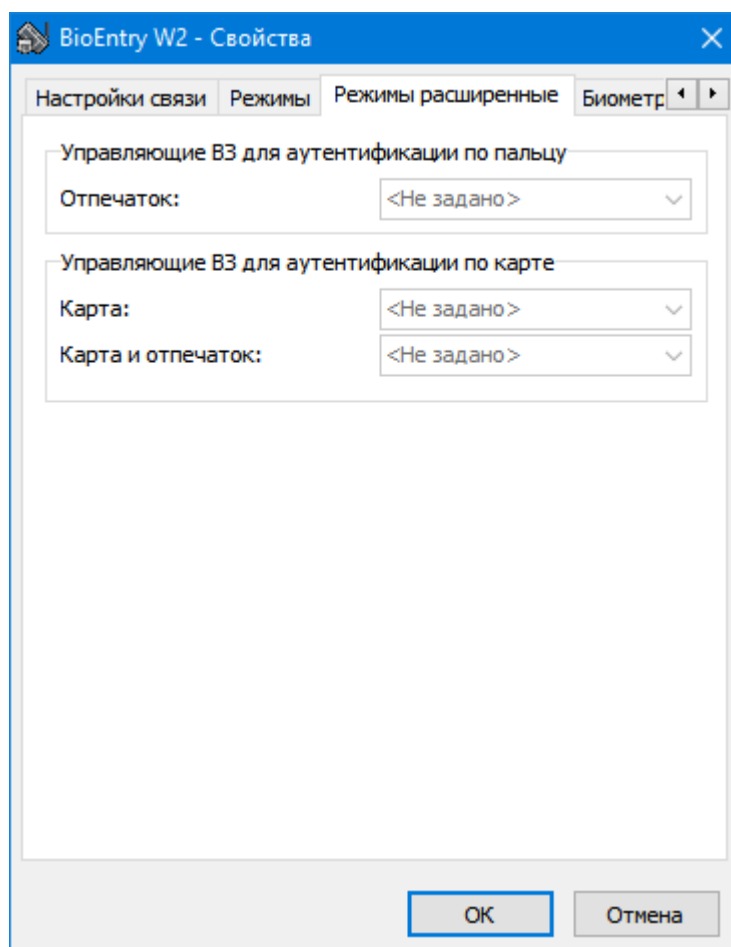 BioEntry W2 - Свойства
Настройки связи Режимы Режимы расширенные Биометр
Управляющие ВЗ для аутентификации по пальцу
Отпечаток: <Не задано>
Управляющие ВЗ для аутентификации по карте
Карта: <Не задано>
Карта и отпечаток: <Не задано>
OK Отмена